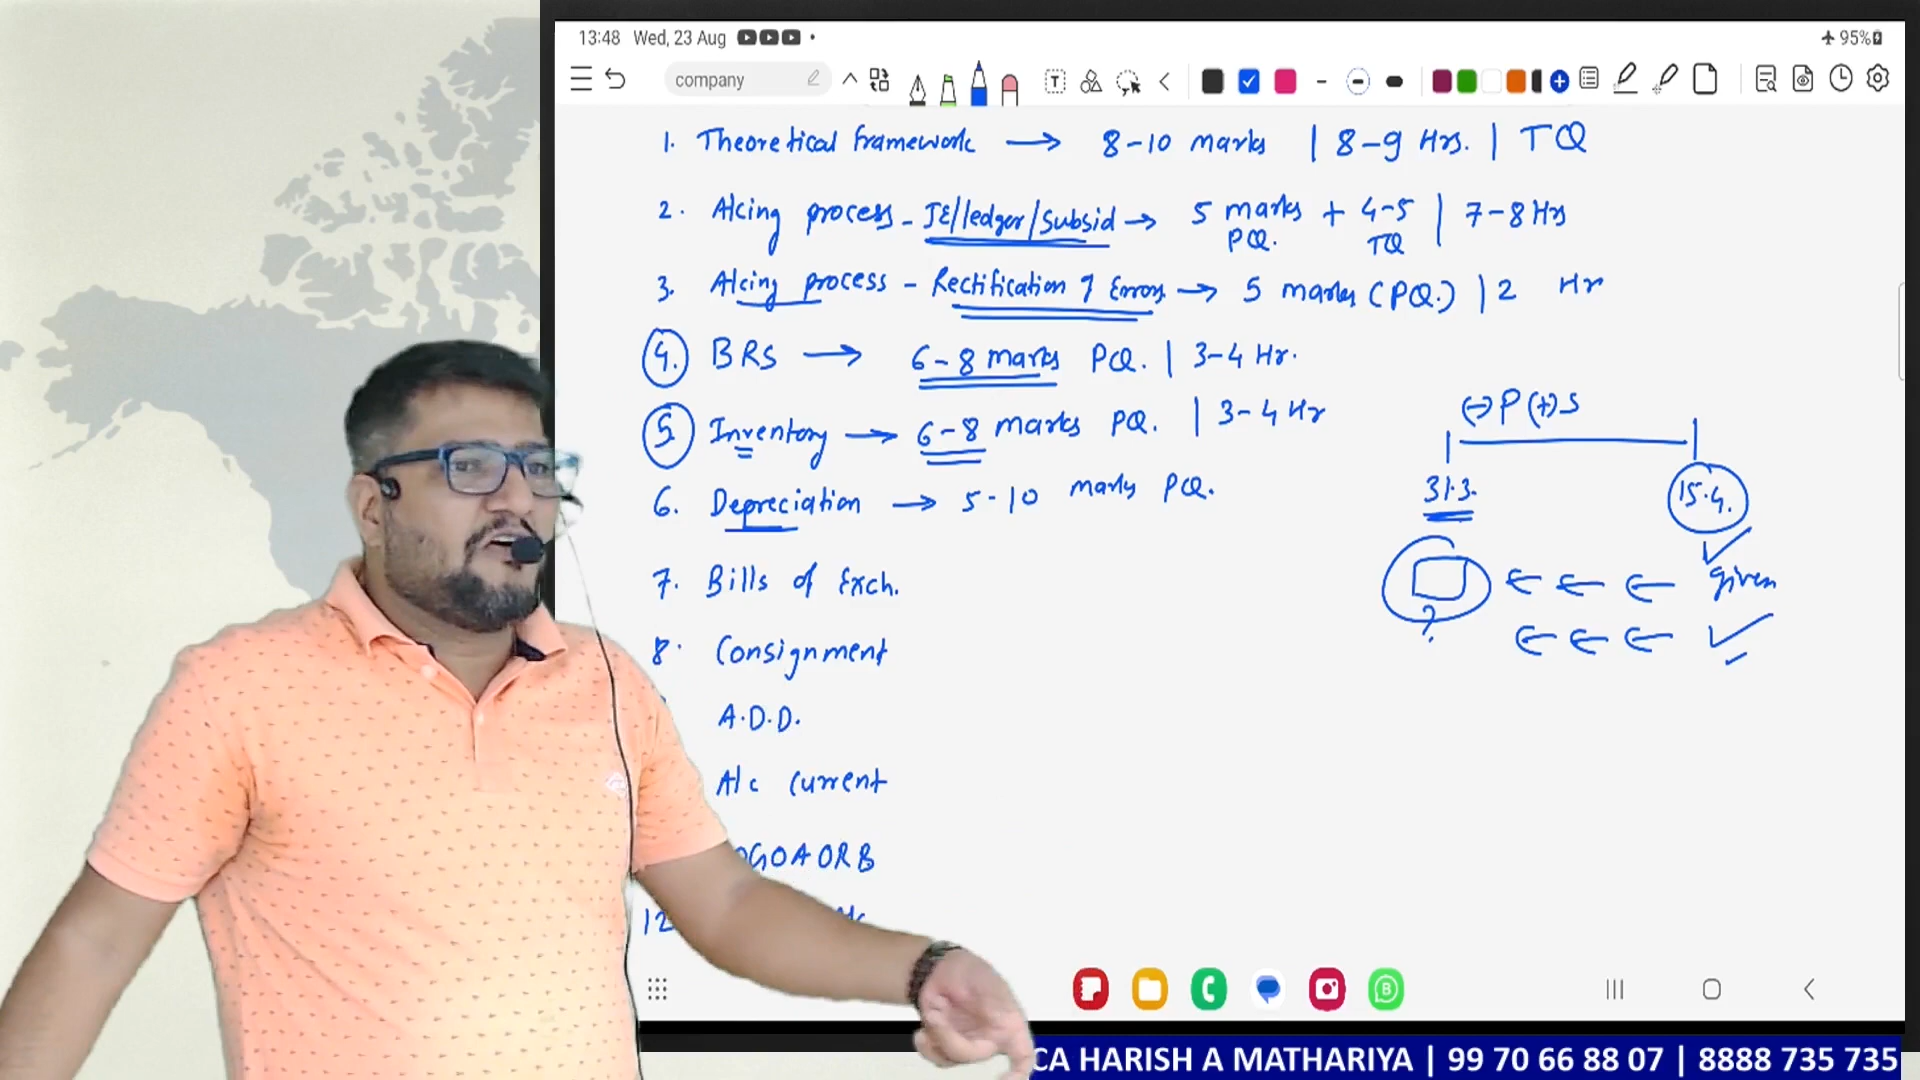 13:48 Wed, 23 Aug
95%
company
1. Theoretical framework → 8-10 marks | 8-9 Hrs. | TQ
2. A/cing process - JE/ledger/subsid → 5 marks + 4-5 | 7-8 Hrs
PQ. TQ
3. A/cing process - Rectification of Errors → 5 marks (PQ.) | 2 Hr
4. BRS → 6-8 marks PQ. | 3-4 Hr.
(-) P (+) S
5. Inventory → 6-8 marks PQ. | 3-4 Hr
31.3. 15.4.
6. Depreciation → 5-10 marks PQ.
7. Bills of Exch.
← ← ← given
?
← ← ←
8. Consignment
A.D.D.
A/c Current
GOAORB
12
CA HARISH A MATHARIYA | 99 70 66 88 07 | 8888 735 735